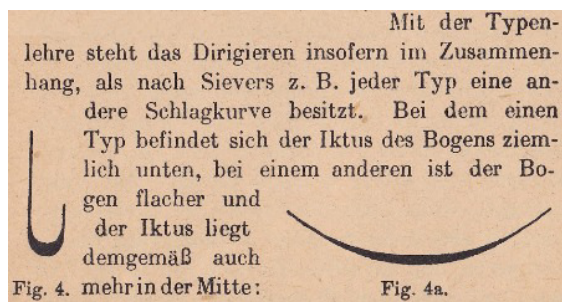 Mit der Typen-
lehre steht das Dirigieren insofern im Zusammen-
hang, als nach Sievers z. B. jeder Typ eine an-
dere Schlagkurve besitzt. Bei dem einen
Typ befindet sich der Iktus des Bogens ziem-
lich unten, bei einem anderen ist der Bo-
gen flacher und
der Iktus liegt
demgemäß auch
mehr in der Mitte:
Fig. 4.
Fig. 4a.